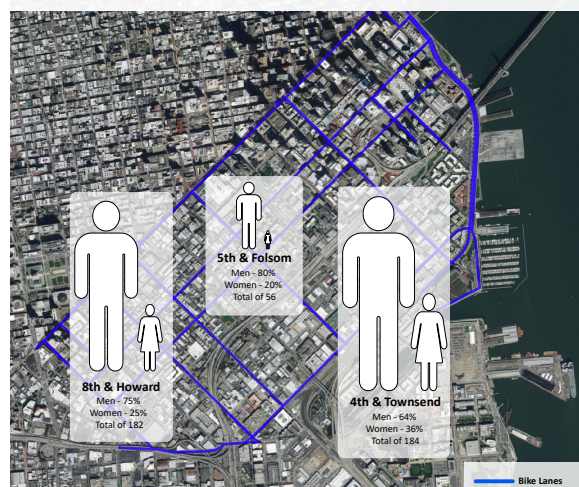 5th & Folsom
Men - 80%
Women - 20%
Total of 56
8th & Howard
Men - 75%
Women - 25%
Total of 182
4th & Townsend
Men - 64%
Women - 36%
Total of 184
Bike Lanes